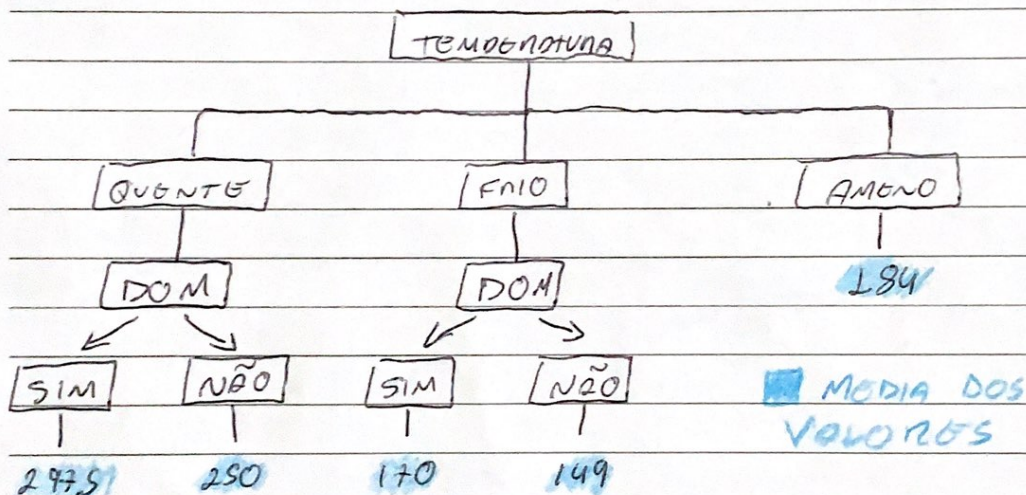 TEMPERATURA
QUENTE FRIO AMENO
DOM DOM 184
SIM NÃO SIM NÃO
MEDIA DOS
VALORES
250 170 149